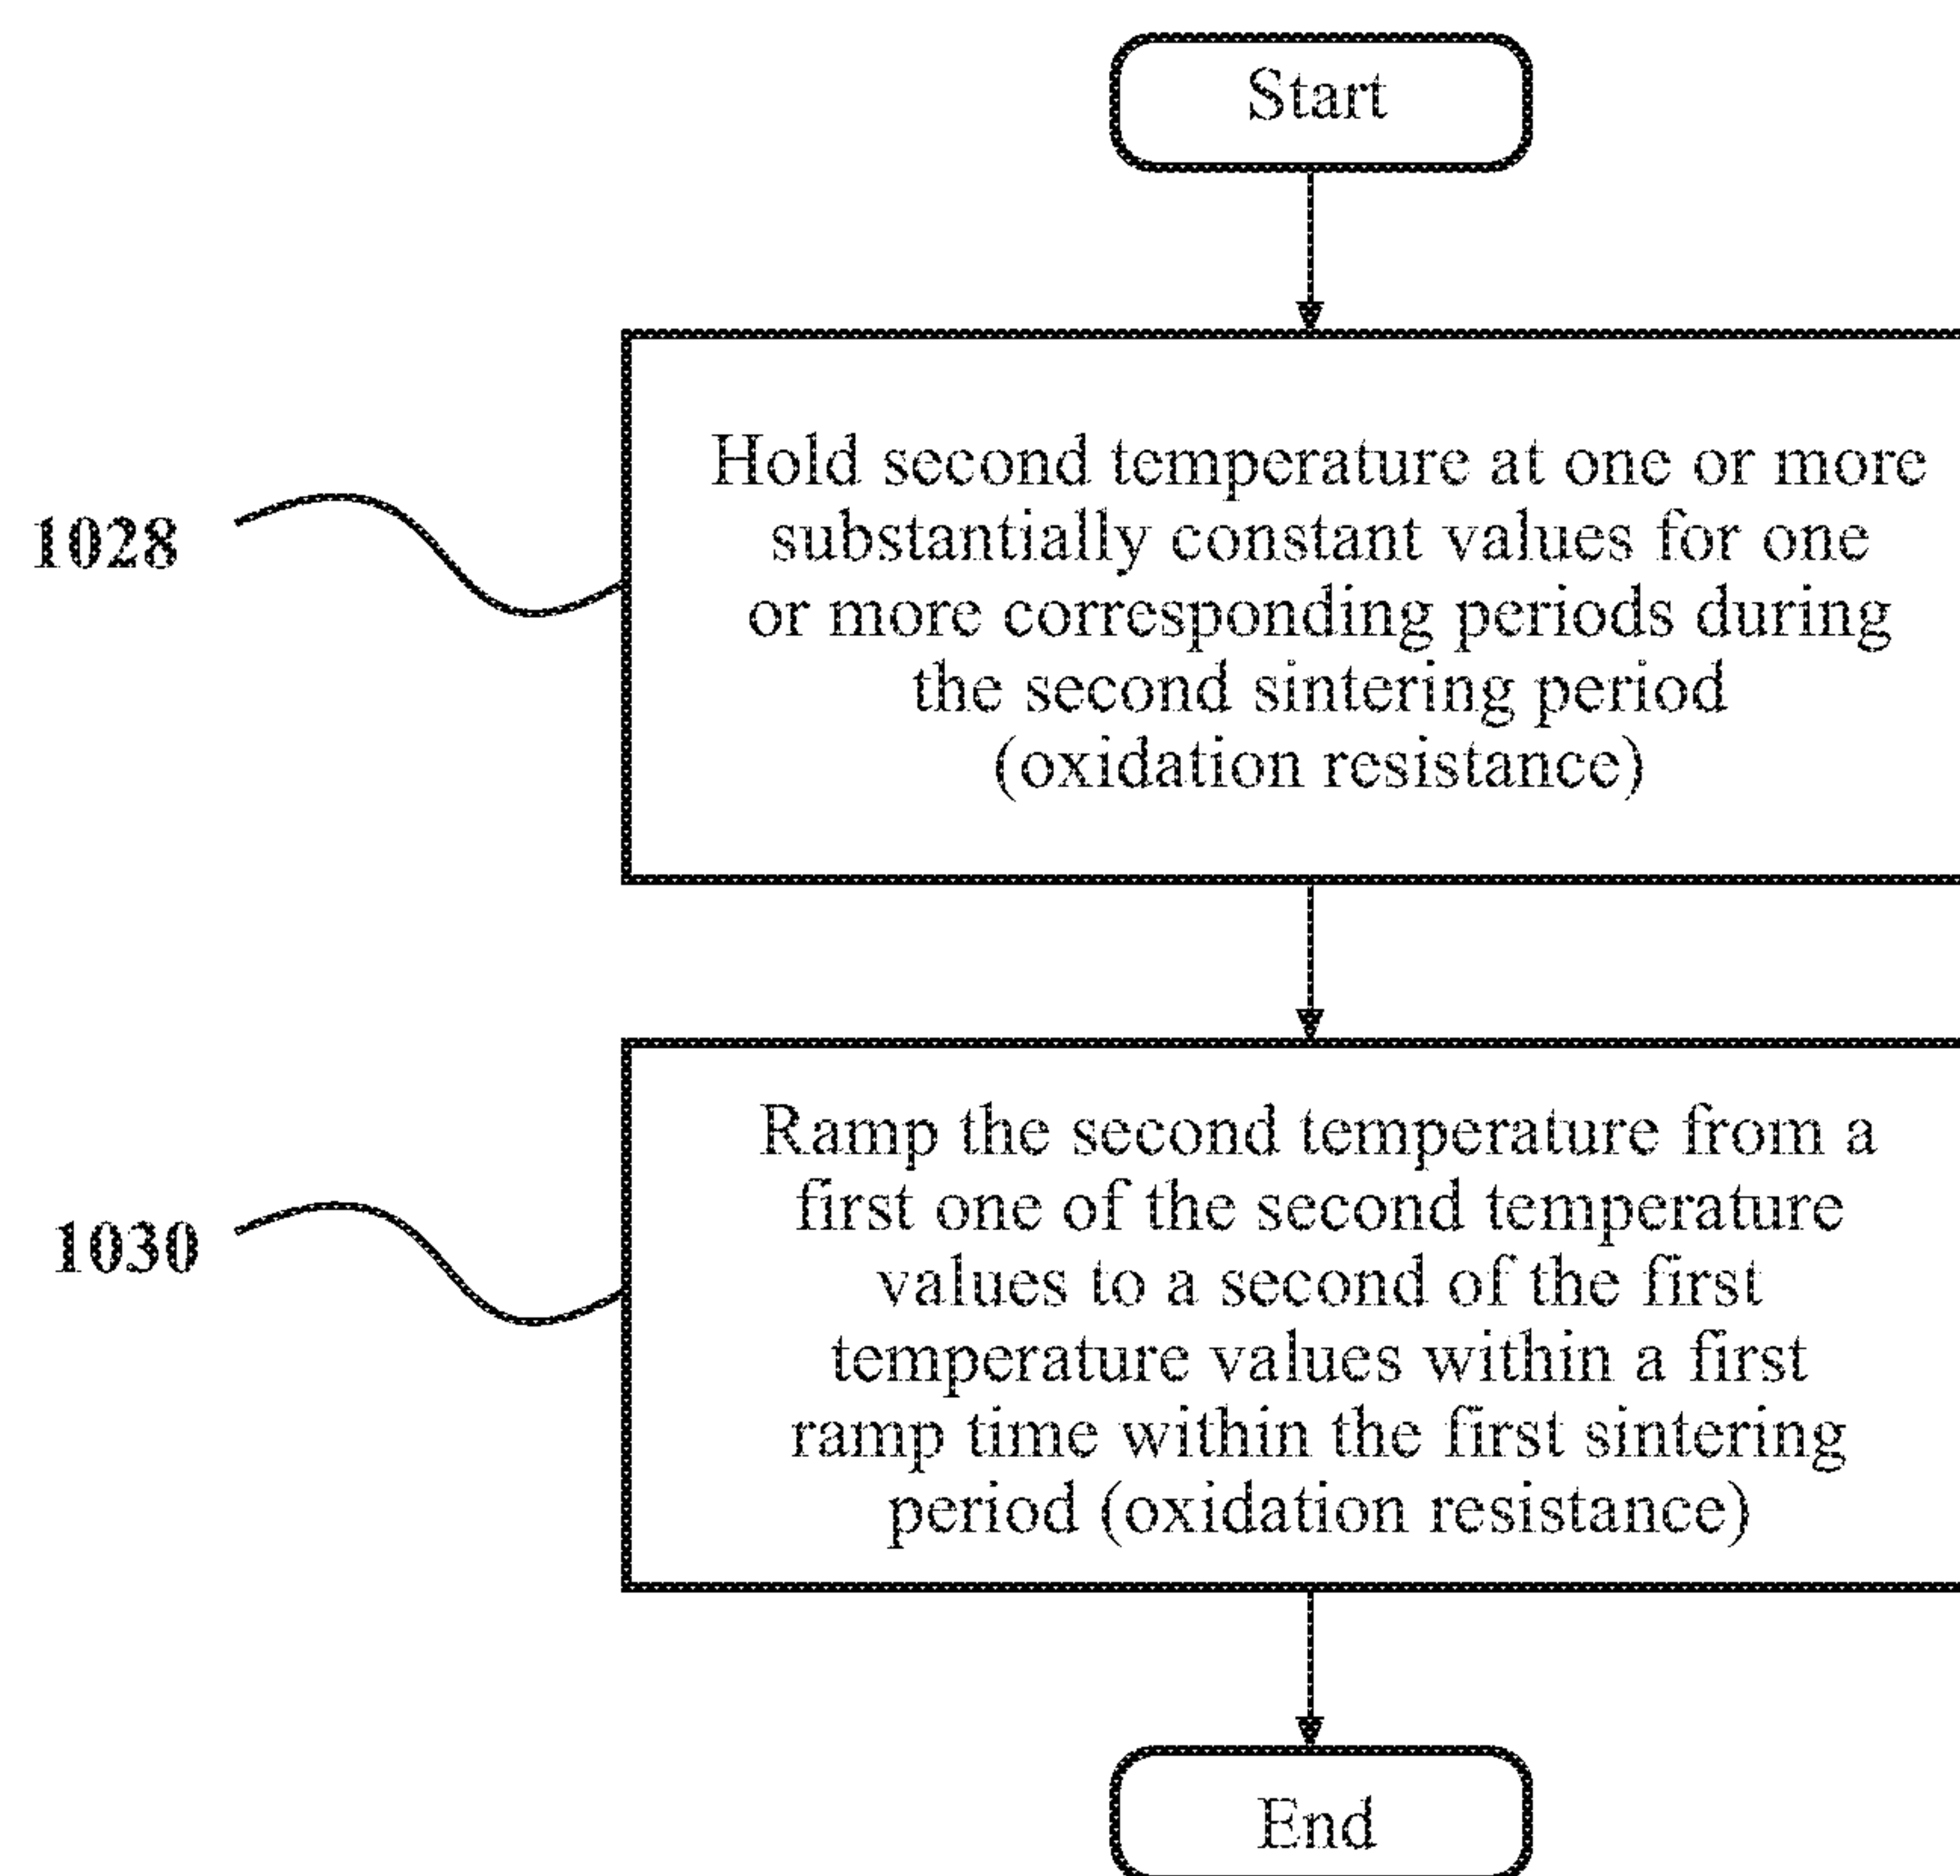 Start
1028
Hold second temperature at one or more
substantially constant values for one
or more corresponding periods during
the second sintering period
(oxidation resistance)
1030
Ramp the second temperature from a
first one of the second temperature
values to a second of the first
temperature values within a first
ramp time within the first sintering
period (oxidation resistance)
End